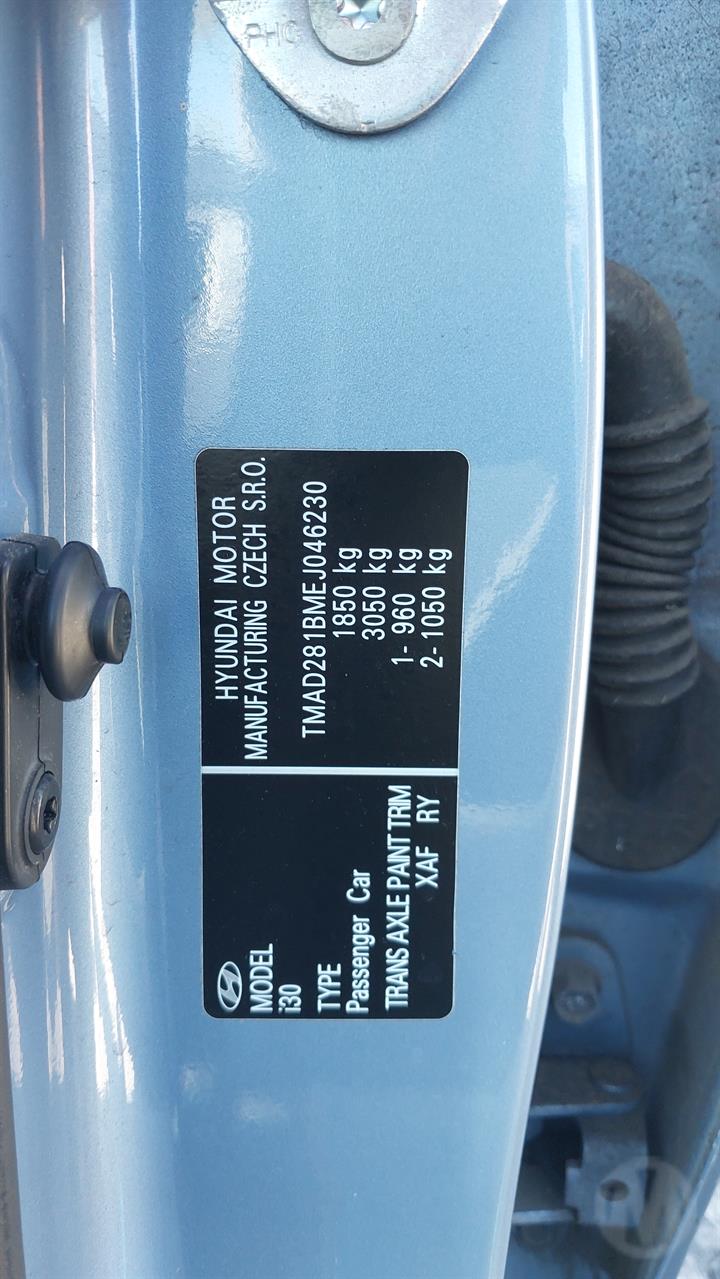 PHC
HYUNDAI MOTOR
MANUFACTURING CZECH S.R.O.
TMAD281BMEJ046230
1850 kg
3050 kg
1- 960 kg
2- 1050 kg
MODEL
i30
TYPE
Passenger Car
TRANS AXLE PAINT TRIM
XAF RY